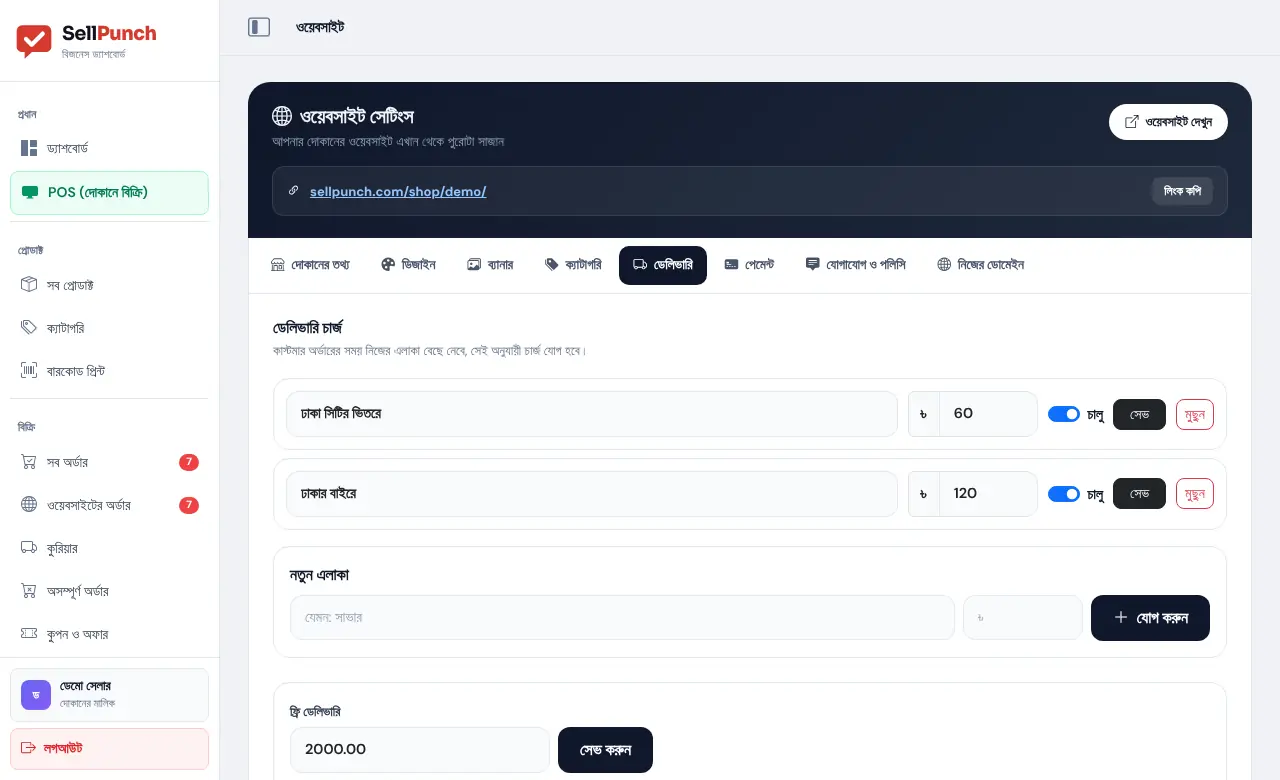 SellPunch
বিজনেস ড্যাশবোর্ড
প্রধান
ড্যাশবোর্ড
POS (দোকানে বিক্রি)
প্রোডাক্ট
সব প্রোডাক্ট
ক্যাটাগরি
বারকোড প্রিন্ট
বিক্রি
সব অর্ডার 7
ওয়েবসাইটের অর্ডার 7
কুরিয়ার
অসম্পূর্ণ অর্ডার
কুপন ও অফার
ড
ডেমো সেলার
দোকানের মালিক
লগআউট
ওয়েবসাইট
ওয়েবসাইট সেটিংস
আপনার দোকানের ওয়েবসাইট এখান থেকে পুরোটা সাজান
ওয়েবসাইট দেখুন
sellpunch.com/shop/demo/
লিংক কপি
দোকানের তথ্য ডিজাইন ব্যানার ক্যাটাগরি ডেলিভারি পেমেন্ট যোগাযোগ ও পলিসি নিজের ডোমেইন
ডেলিভারি চার্জ
কাস্টমার অর্ডারের সময় নিজের এলাকা বেছে নেবে, সেই অনুযায়ী চার্জ যোগ হবে।
ঢাকা সিটির ভিতরে ৳ 60 চালু সেভ মুছুন
ঢাকার বাইরে ৳ 120 চালু সেভ মুছুন
নতুন এলাকা
যেমন: সাভার ৳ + যোগ করুন
ফ্রি ডেলিভারি
2000.00 সেভ করুন